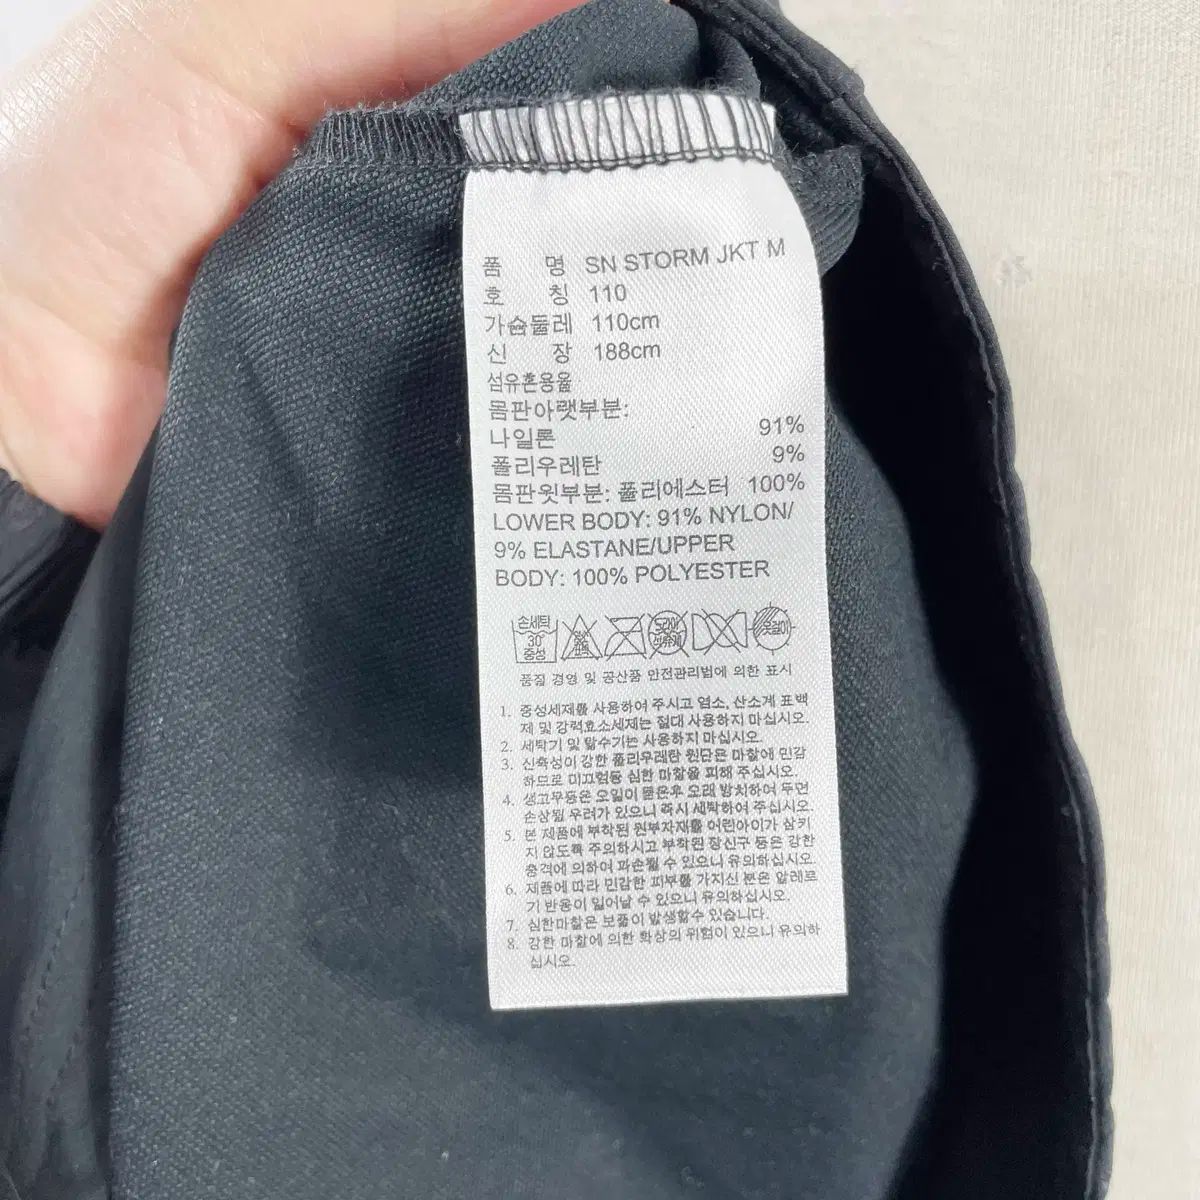 품 명 SN STORM JKT M
호 칭 110
가슴둘레 110cm
신 장 188cm
섬유혼용율
몸판아랫부분:
나일론 91%
폴리우레탄 9%
몸판윗부분: 폴리에스터 100%
LOWER BODY: 91% NYLON/
9% ELASTANE/UPPER
BODY: 100% POLYESTER
손세탁
30°
중성
품질 경영 및 공산품 안전관리법에 의한 표시
1. 중성세제를 사용하여 주시고 염소, 산소계 표백
제 및 강력효소세제는 절대 사용하지 마십시오.
2. 세탁기 및 탈수기는 사용하지 마십시오.
3. 신축성이 강한 폴리우레탄 원단은 마찰에 민감
하므로 미끄럼등 심한 마찰을 피해 주십시오.
4. 생고무등은 오일이 묻은후 오래 방치하여 두면
손상될 우려가 있으니 즉시 세탁하여 주십시오.
5. 본 제품에 부착된 원부자재를 어린아이가 삼키
지 않도록 주의하시고 부착된 장신구 등은 강한
충격에 의하여 파손될 수 있으니 유의하십시오.
6. 제품에 따라 민감한 피부를 가지신 분은 알레르
기 반응이 일어날 수 있으니 유의하십시오.
7. 심한마찰은 보풀이 발생할수 있습니다.
8. 강한 마찰에 의한 화상의 위험이 있으니 유의하
십시오.